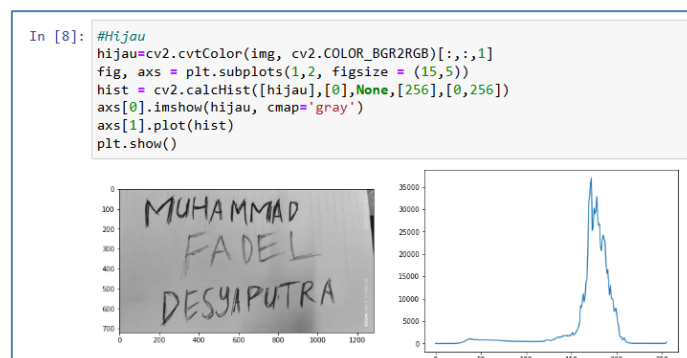 In [8]: #Hijau
hijau=cv2.cvtColor(img, cv2.COLOR_BGR2RGB)[:,:,1]
fig, axs = plt.subplots(1,2, figsize = (15,5))
hist = cv2.calcHist([hijau],[0],None,[256],[0,256])
axs[0].imshow(hijau, cmap='gray')
axs[1].plot(hist)
plt.show()
0
100
200
300
400
500
600
700
0 200 400 600 800 1000 1200
MUHAMMAD
FADEL
DESYAPUTRA
35000
30000
25000
20000
15000
10000
5000
0